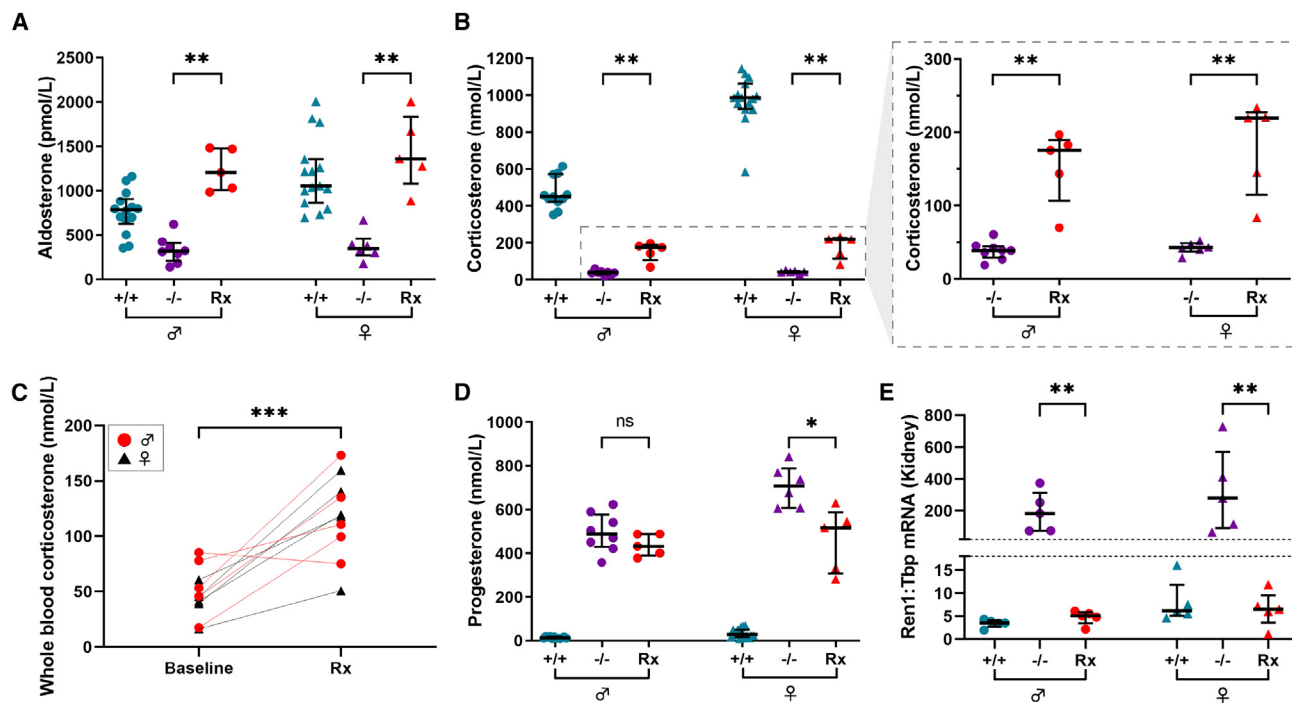 A
Aldosterone (pmol/L)
2500
2000
1500
1000
500
0
** **
+/+ -/- Rx +/+ -/- Rx
♂ ♀
B
Corticosterone (nmol/L)
1200
1000
800
600
400
200
0
** **
+/+ -/- Rx +/+ -/- Rx
♂ ♀
Corticosterone (nmol/L)
300
200
100
0
** **
-/- Rx -/- Rx
♂ ♀
C
Whole blood corticosterone (nmol/L)
200
150
100
50
0
♂
♀
***
Baseline Rx
D
Progesterone (nmol/L)
1000
800
600
400
200
0
ns *
+/+ -/- Rx +/+ -/- Rx
♂ ♀
E
Ren1:Tbp mRNA (Kidney)
800
600
400
200
15
10
5
0
** **
+/+ -/- Rx +/+ -/- Rx
♂ ♀